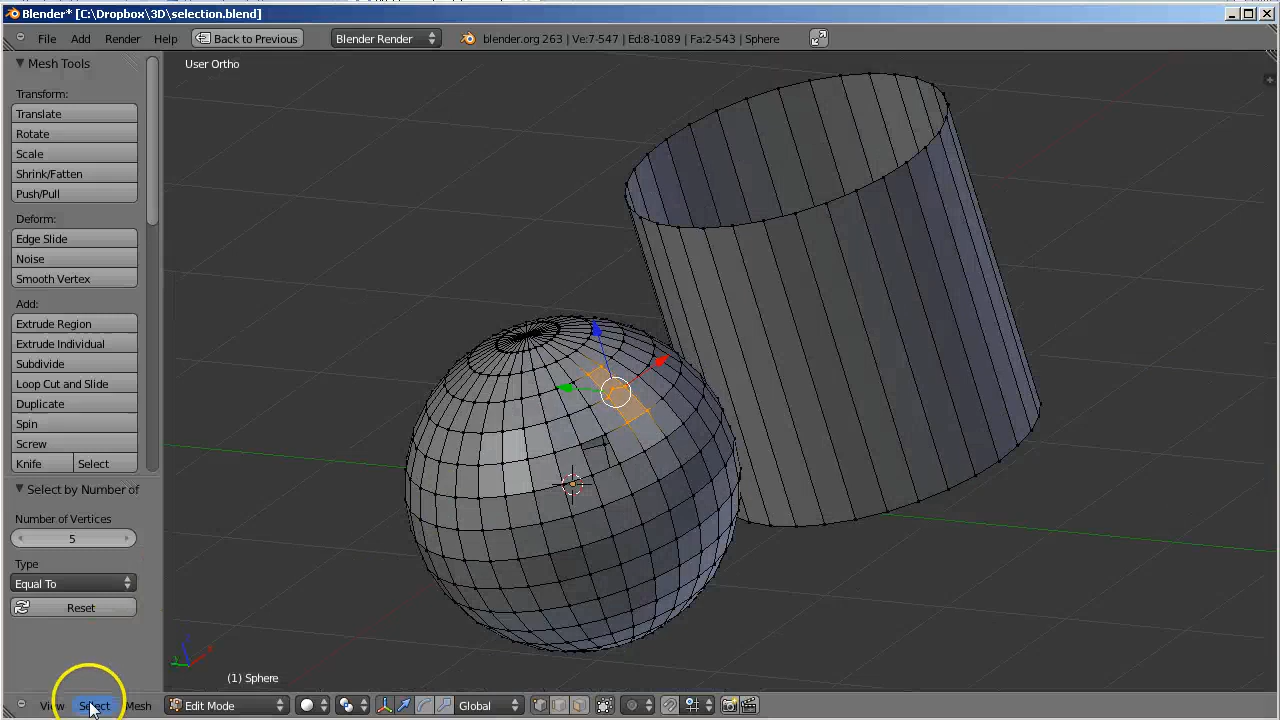 Blender* [C:\Dropbox\3D\selection.blend]
File Add Render Help Back to Previous Blender Render blender.org 263 | Ve:7-547 | Ed:8-1089 | Fa:2-543 | Sphere
Mesh Tools
User Ortho
Transform:
Translate
Rotate
Scale
Shrink/Fatten
Push/Pull
Deform:
Edge Slide
Noise
Smooth Vertex
Add:
Extrude Region
Extrude Individual
Subdivide
Loop Cut and Slide
Duplicate
Spin
Screw
Knife Select
Select by Number of
Number of Vertices
5
Type
Equal To
Reset
(1) Sphere
View Select Mesh Edit Mode Global